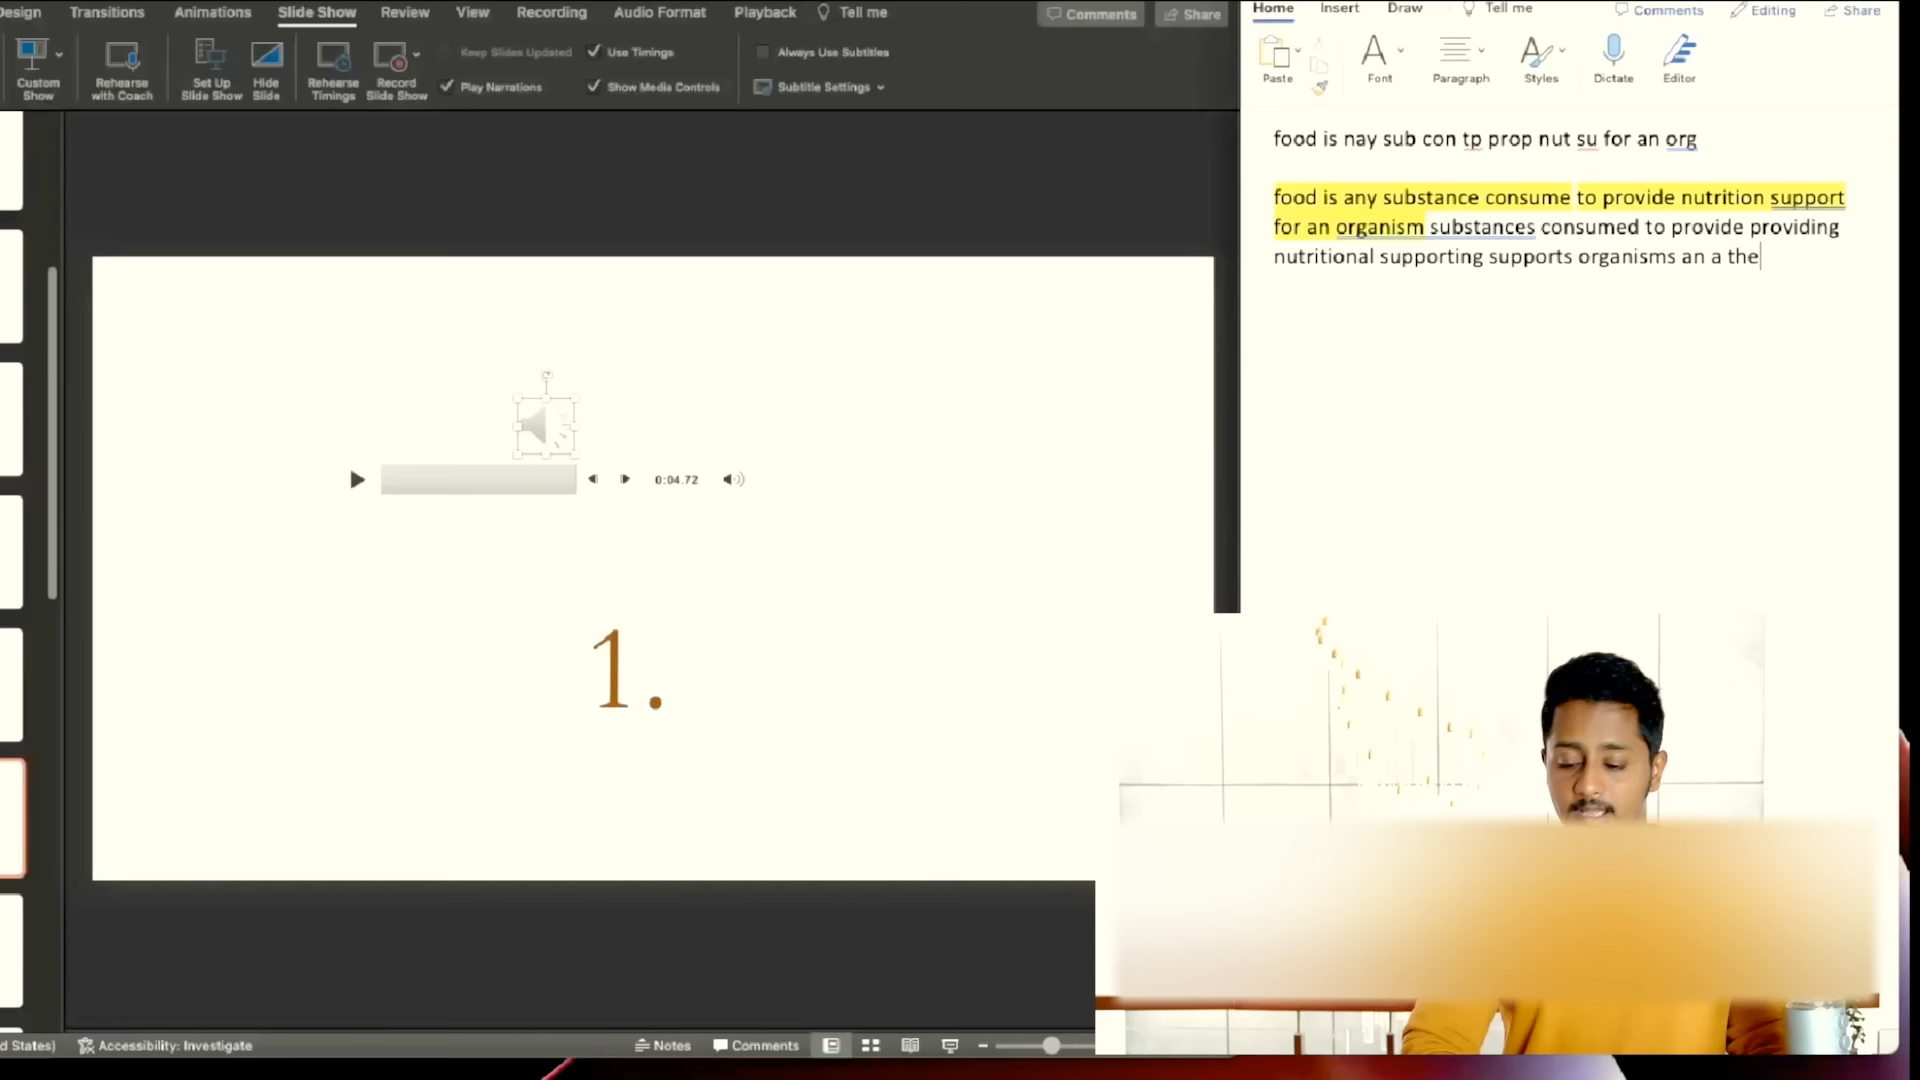 Design Transitions Animations Slide Show Review View Recording Audio Format Playback Tell me Comments Share
Custom Show
Rehearse with Coach
Set Up Slide Show
Hide Slide
Rehearse Timings
Record Slide Show
Keep Slides Updated
Use Timings
Always Use Subtitles
Play Narrations
Show Media Controls
Subtitle Settings
0:04.72
1.
d States) Accessibility: Investigate Notes Comments
Home Insert Draw Tell me Comments Editing Share
Paste Font Paragraph Styles Dictate Editor
food is nay sub con tp prop nut su for an org
food is any substance consume to provide nutrition support
for an organism substances consumed to provide providing
nutritional supporting supports organisms an a the